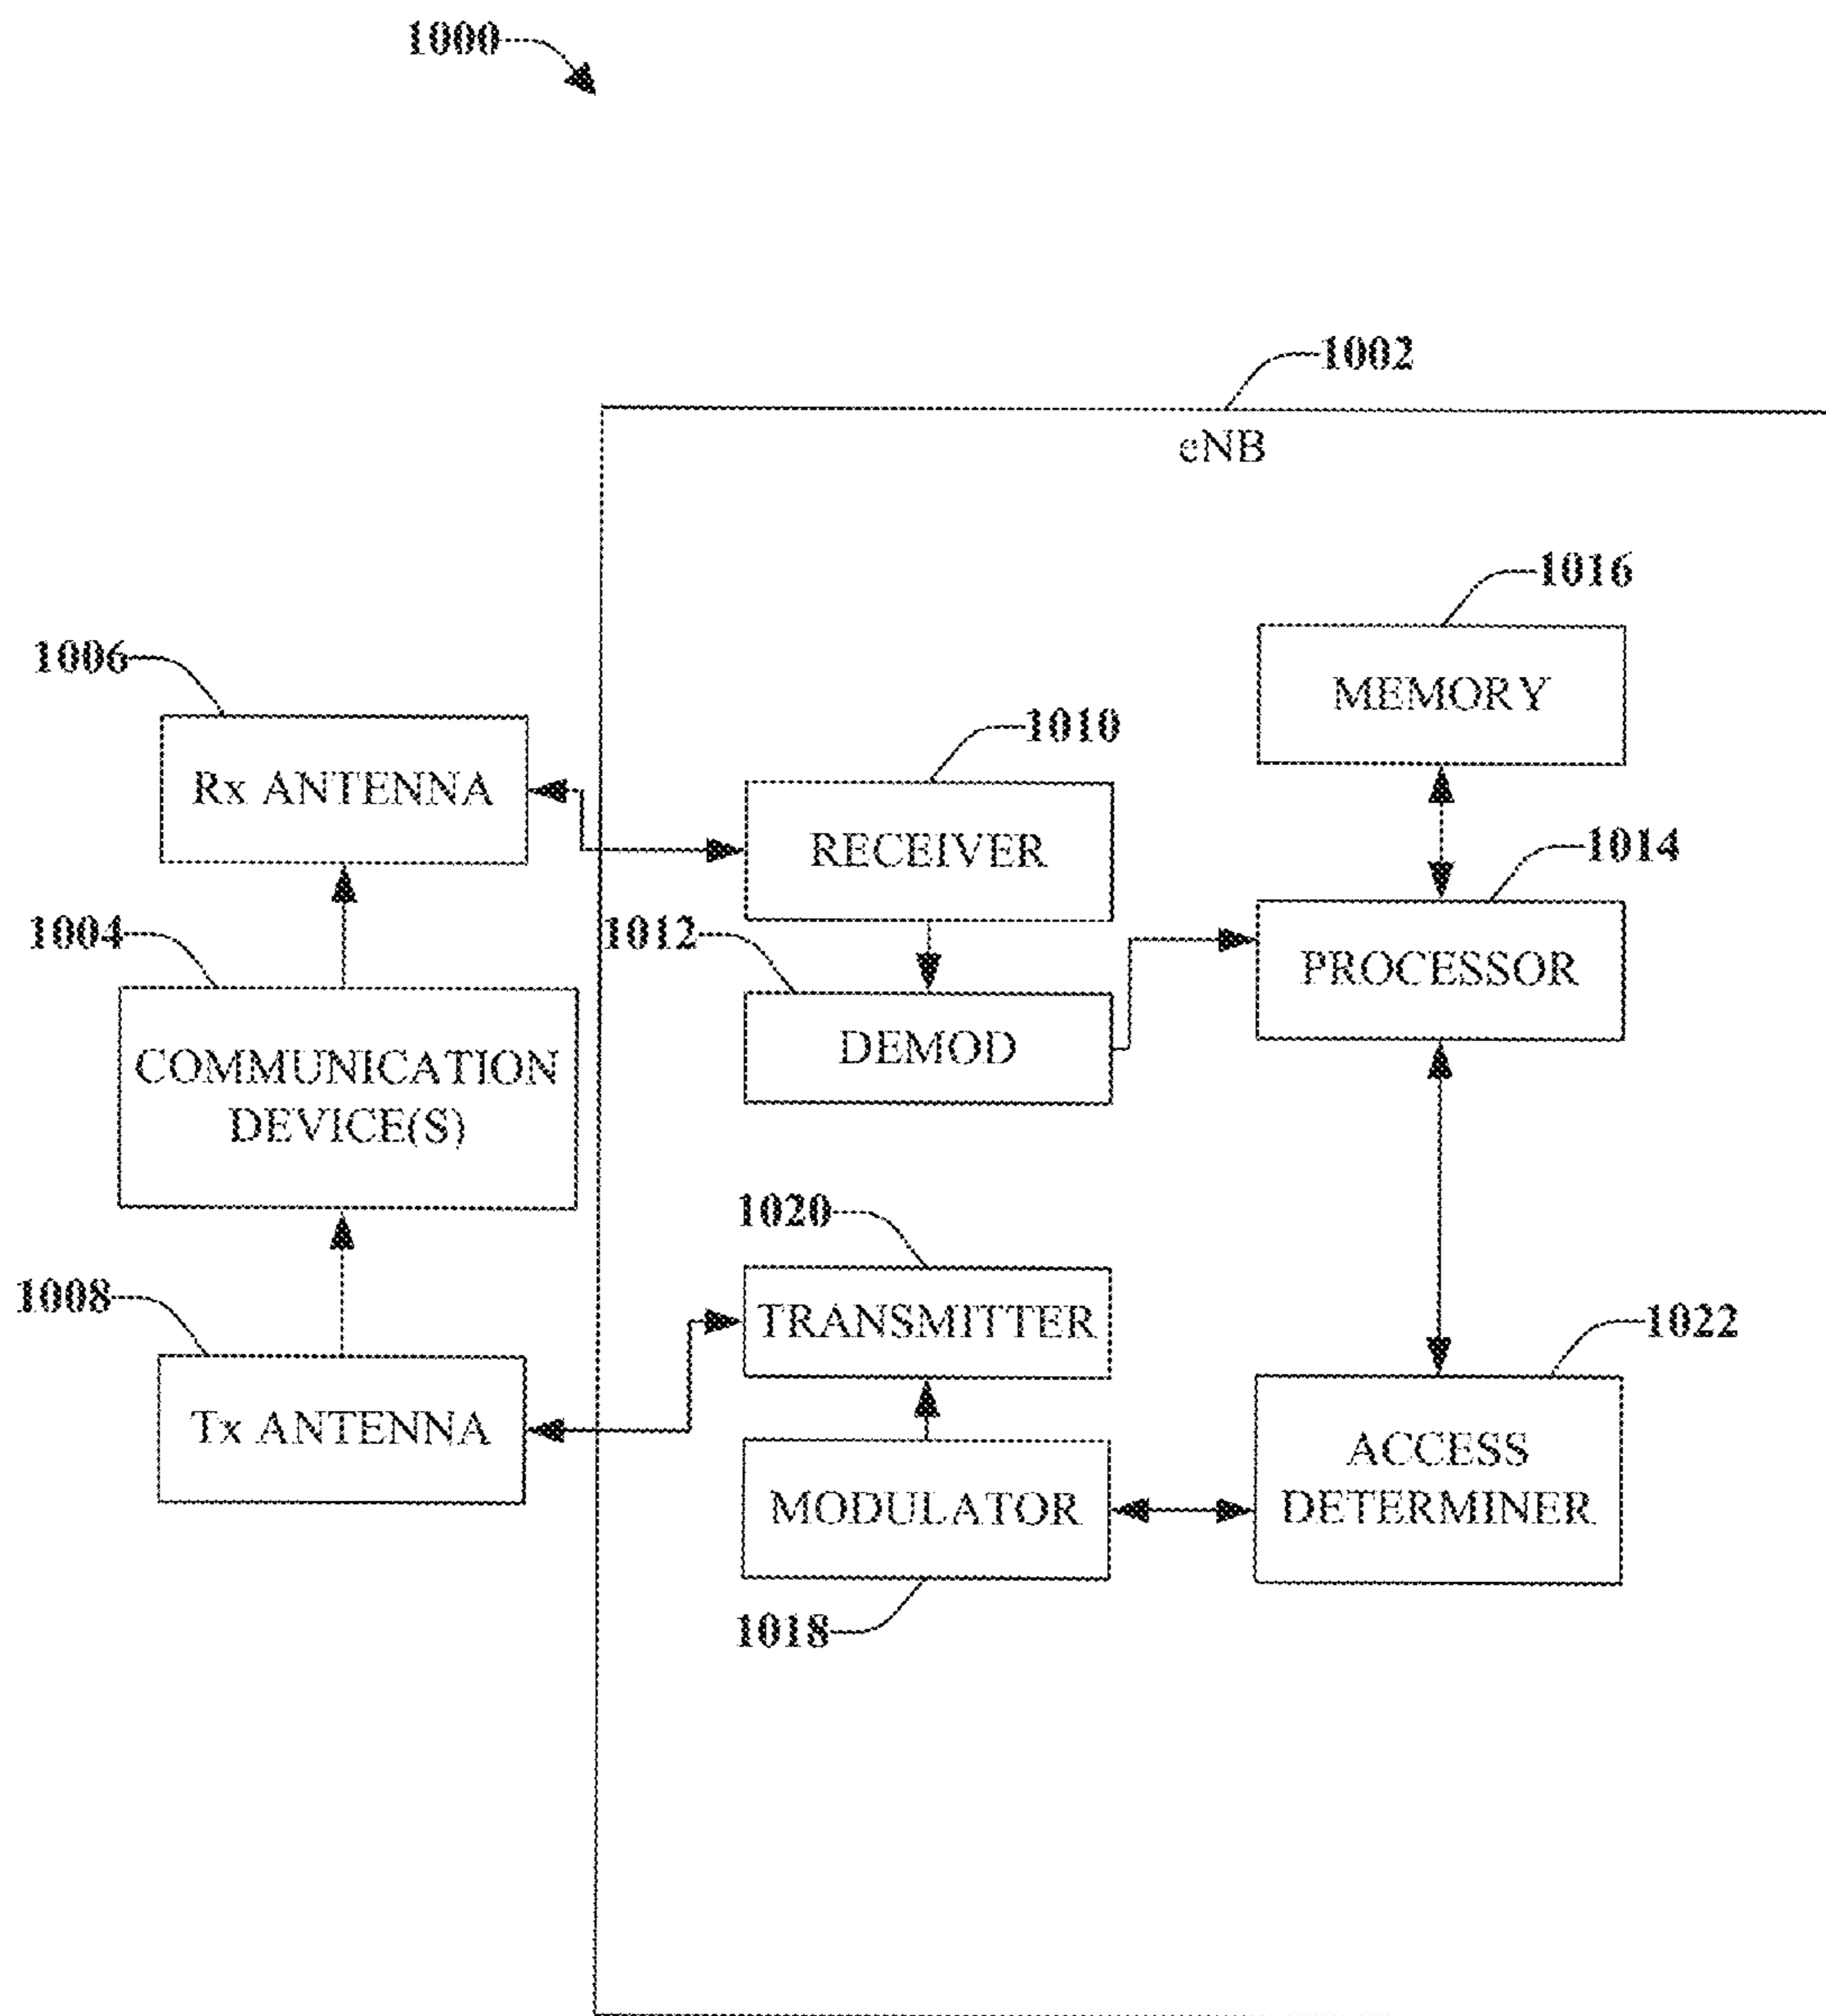 1000
1002
eNB
1016
1006
MEMORY
1010
Rx ANTENNA
RECEIVER
1014
1004
1012
PROCESSOR
COMMUNICATION
DEVICE(S)
DEMOD
1020
1008
TRANSMITTER
1022
Tx ANTENNA
MODULATOR
ACCESS
DETERMINER
1018